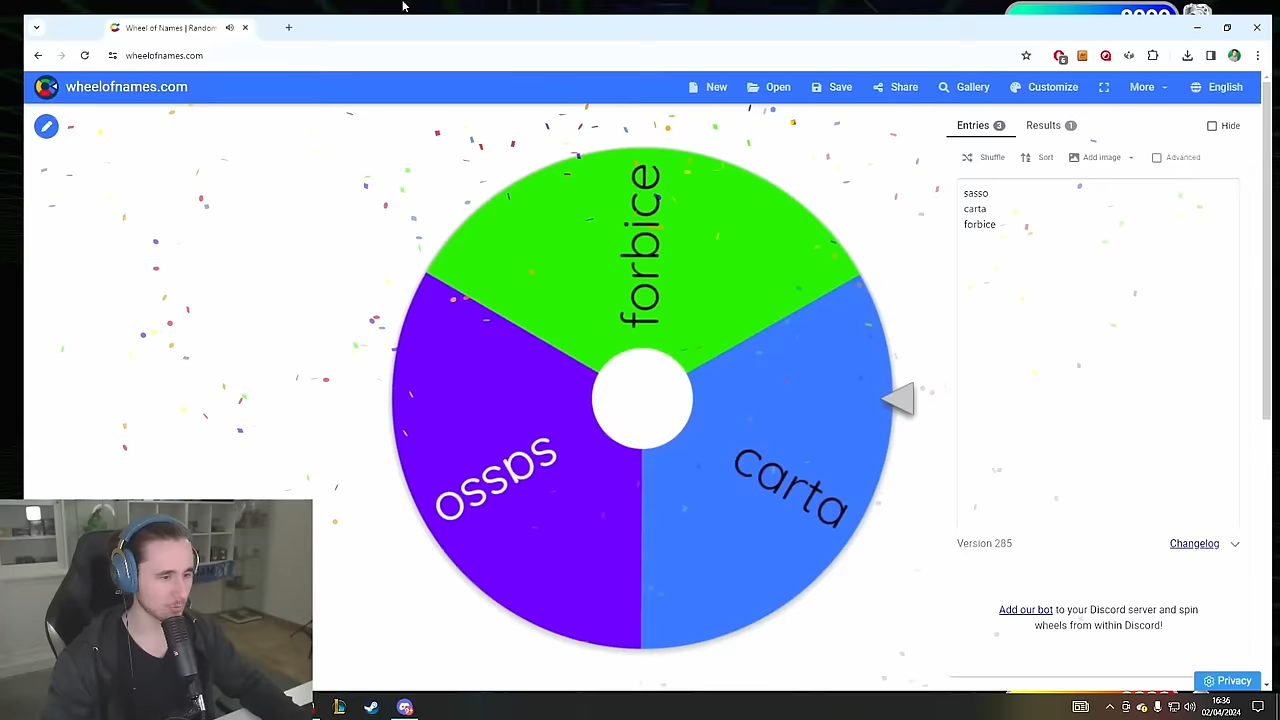 Wheel of Names | Random
wheelofnames.com
wheelofnames.com
New
Open
Save
Share
Gallery
Customize
More
English
Entries 3
Results 1
Hide
Shuffle
Sort
Add image
Advanced
sasso
carta
forbice
forbice
sasso
carta
Version 285
Changelog
Add our bot to your Discord server and spin
wheels from within Discord!
Privacy
16:36
02/04/2024